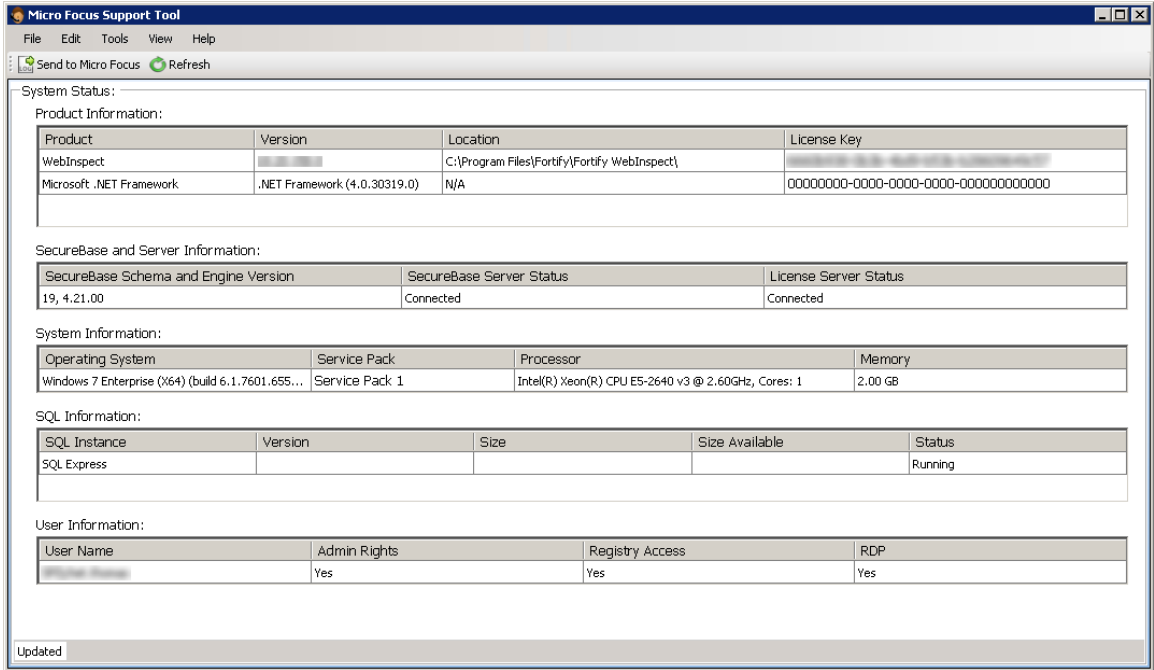 Micro Focus Support Tool
File Edit Tools View Help
LOG Send to Micro Focus Refresh
System Status:
Product Information:
Product Version Location License Key
WebInspect C:\Program Files\Fortify\Fortify WebInspect\
Microsoft .NET Framework .NET Framework (4.0.30319.0) N/A 00000000-0000-0000-0000-000000000000
SecureBase and Server Information:
SecureBase Schema and Engine Version SecureBase Server Status License Server Status
19, 4.21.00 Connected Connected
System Information:
Operating System Service Pack Processor Memory
Windows 7 Enterprise (X64) (build 6.1.7601.655... Service Pack 1 Intel(R) Xeon(R) CPU E5-2640 v3 @ 2.60GHz, Cores: 1 2.00 GB
SQL Information:
SQL Instance Version Size Size Available Status
SQL Express Running
User Information:
User Name Admin Rights Registry Access RDP
Yes Yes Yes
Updated